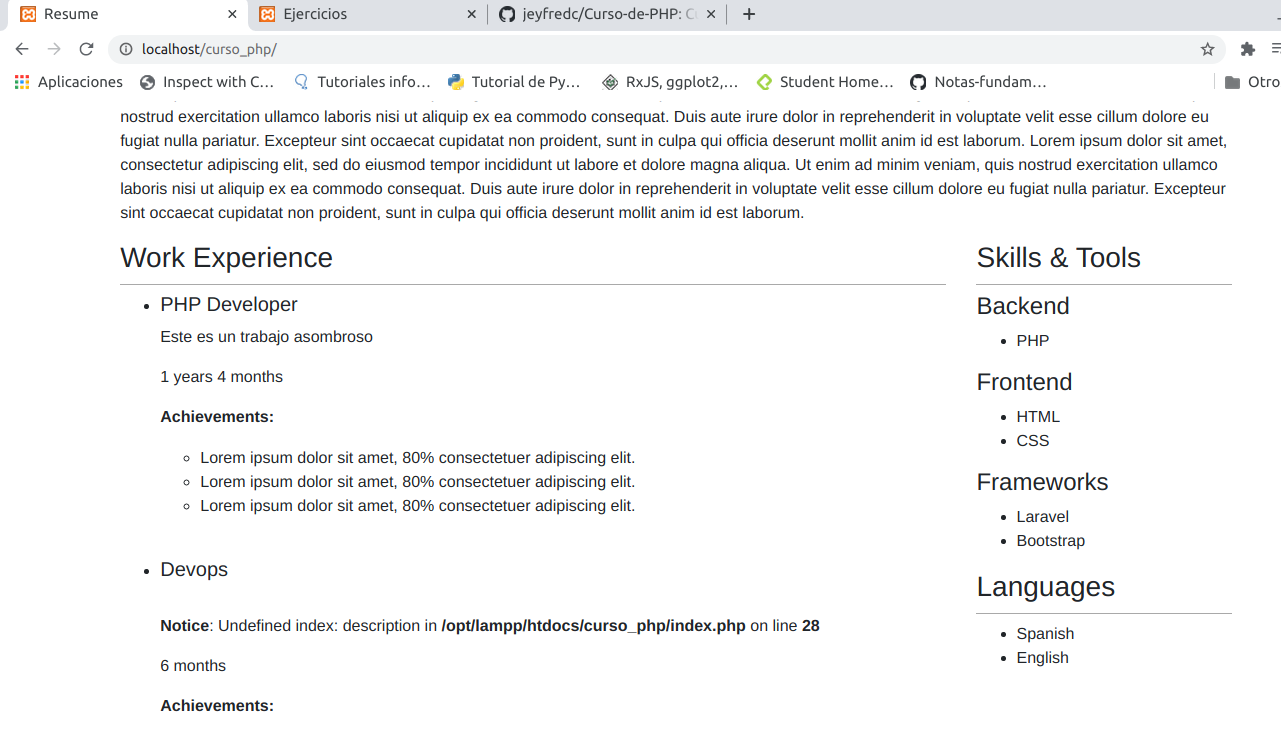 Resume
Ejercicios
jeyfredc/Curso-de-PHP:
localhost/curso_php/
Aplicaciones Inspect with C... Tutoriales info... Tutorial de Py... RxJS, ggplot2,... Student Home... Notas-fundam... Otro
nostrud exercitation ullamco laboris nisi ut aliquip ex ea commodo consequat. Duis aute irure dolor in reprehenderit in voluptate velit esse cillum dolore eu
fugiat nulla pariatur. Excepteur sint occaecat cupidatat non proident, sunt in culpa qui officia deserunt mollit anim id est laborum. Lorem ipsum dolor sit amet,
consectetur adipiscing elit, sed do eiusmod tempor incididunt ut labore et dolore magna aliqua. Ut enim ad minim veniam, quis nostrud exercitation ullamco
laboris nisi ut aliquip ex ea commodo consequat. Duis aute irure dolor in reprehenderit in voluptate velit esse cillum dolore eu fugiat nulla pariatur. Excepteur
sint occaecat cupidatat non proident, sunt in culpa qui officia deserunt mollit anim id est laborum.
Work Experience
PHP Developer
Este es un trabajo asombroso
1 years 4 months
Achievements:
Lorem ipsum dolor sit amet, 80% consectetuer adipiscing elit.
Lorem ipsum dolor sit amet, 80% consectetuer adipiscing elit.
Lorem ipsum dolor sit amet, 80% consectetuer adipiscing elit.
Devops
Notice: Undefined index: description in /opt/lampp/htdocs/curso_php/index.php on line 28
6 months
Achievements:
Skills & Tools
Backend
PHP
Frontend
HTML
CSS
Frameworks
Laravel
Bootstrap
Languages
Spanish
English